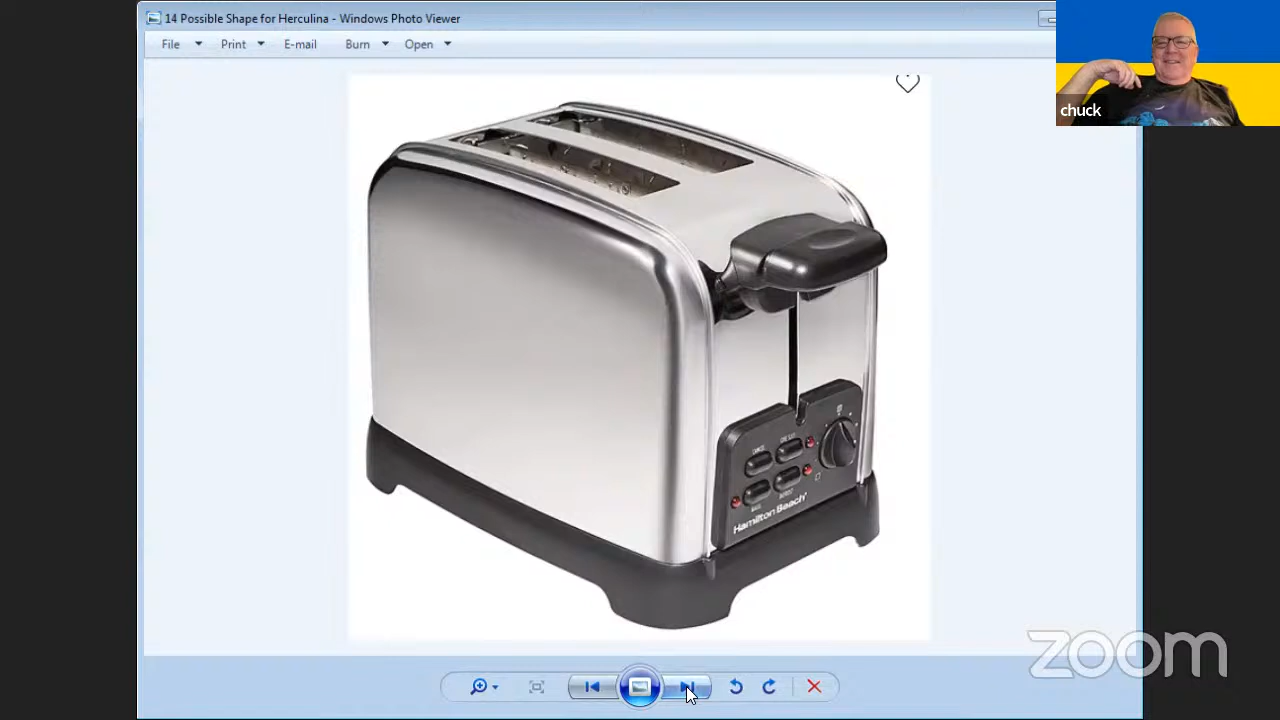 14 Possible Shape for Herculina - Windows Photo Viewer
File Print E-mail Burn Open
chuck
Hamilton Beach
zoom